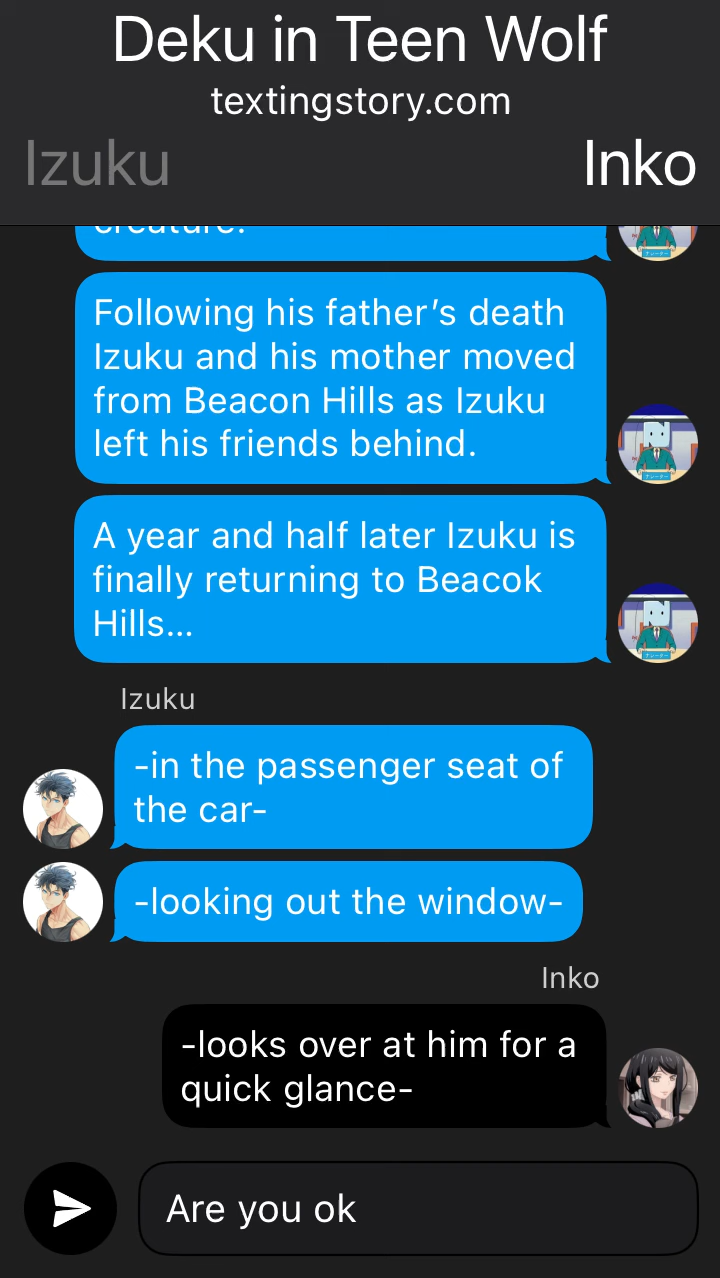 Deku in Teen Wolf
textingstory.com
Izuku
Inko
creature.
Following his father’s death
Izuku and his mother moved
from Beacon Hills as Izuku
left his friends behind.
A year and half later Izuku is
finally returning to Beacok
Hills...
Izuku
-in the passenger seat of
the car-
-looking out the window-
Inko
-looks over at him for a
quick glance-
Are you ok